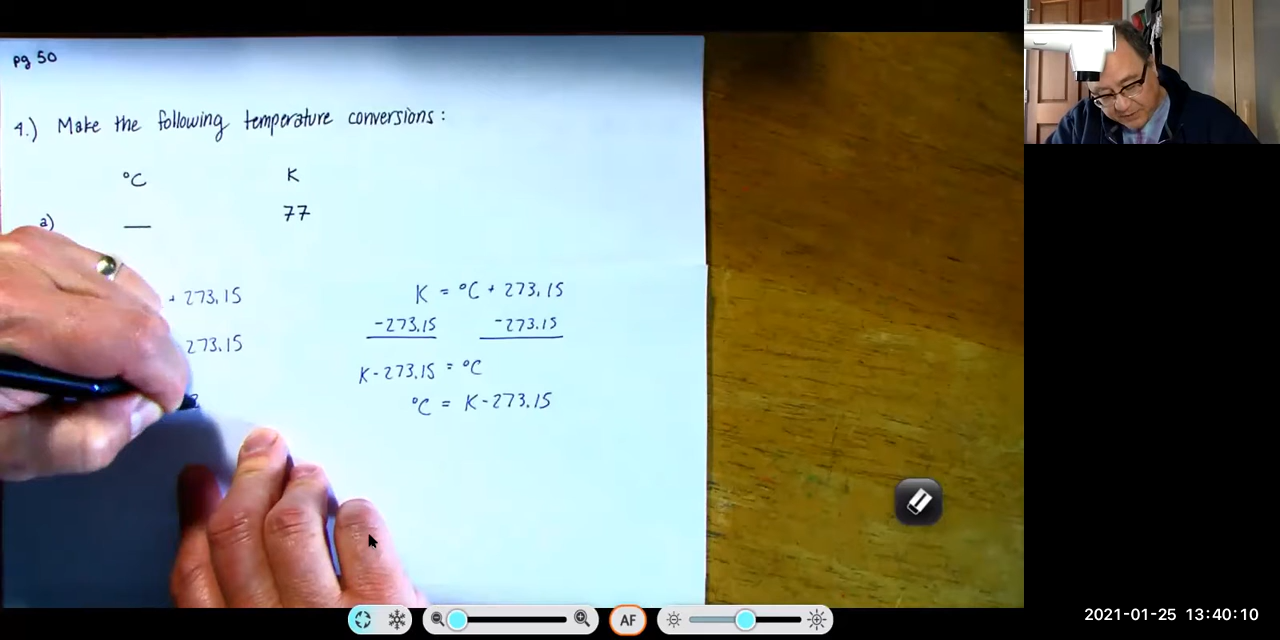 pg 50
4.) Make the following temperature conversions:
°C K
a) __ 77
+ 273.15
273.15
K = °C + 273.15
-273.15 -273.15
K - 273.15 = °C
°C = K - 273.15
AF
2021-01-25 13:40:10